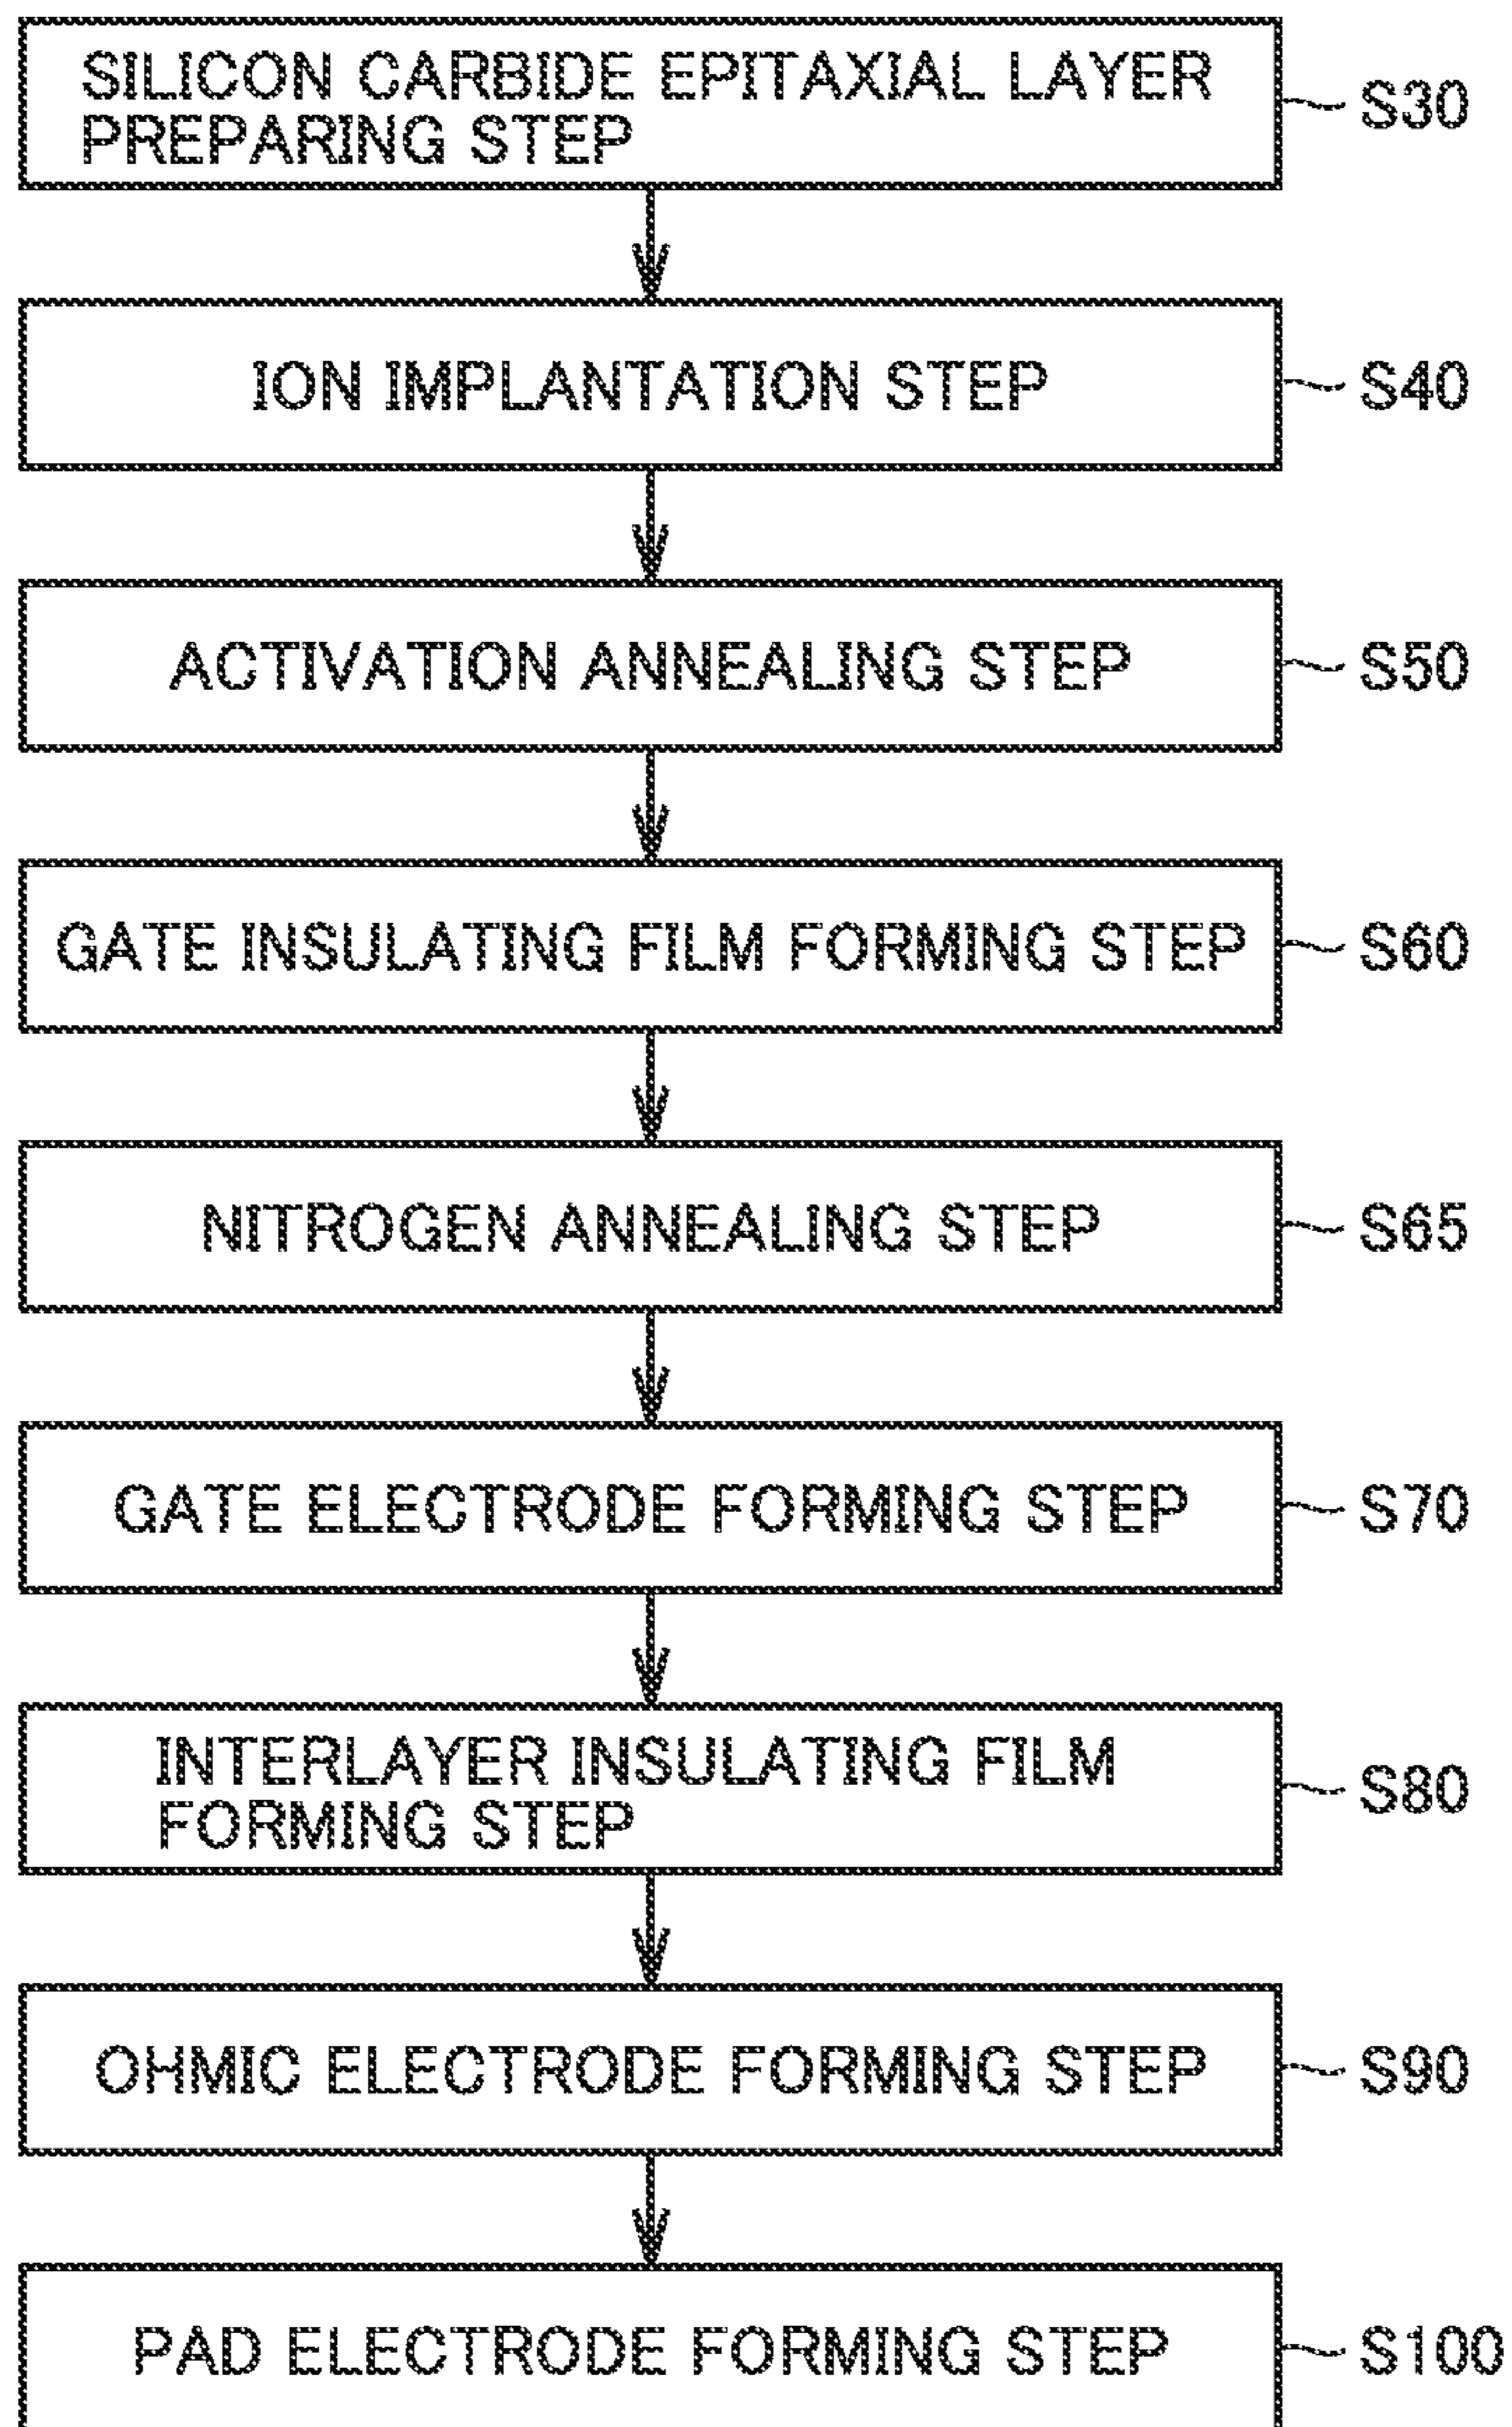 SILICON CARBIDE EPITAXIAL LAYER
PREPARING STEP
S30
ION IMPLANTATION STEP
S40
ACTIVATION ANNEALING STEP
S50
GATE INSULATING FILM FORMING STEP
S60
NITROGEN ANNEALING STEP
S65
GATE ELECTRODE FORMING STEP
S70
INTERLAYER INSULATING FILM
FORMING STEP
S80
OHMIC ELECTRODE FORMING STEP
S90
PAD ELECTRODE FORMING STEP
S100